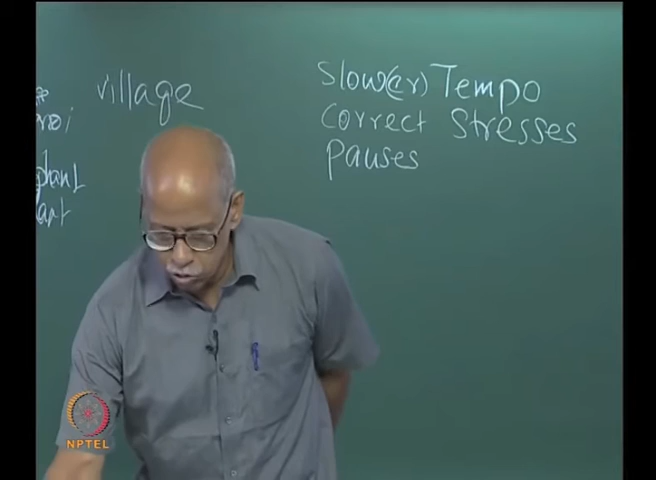 village
Slow(er) Tempo
Correct Stresses
Pauses
NPTEL